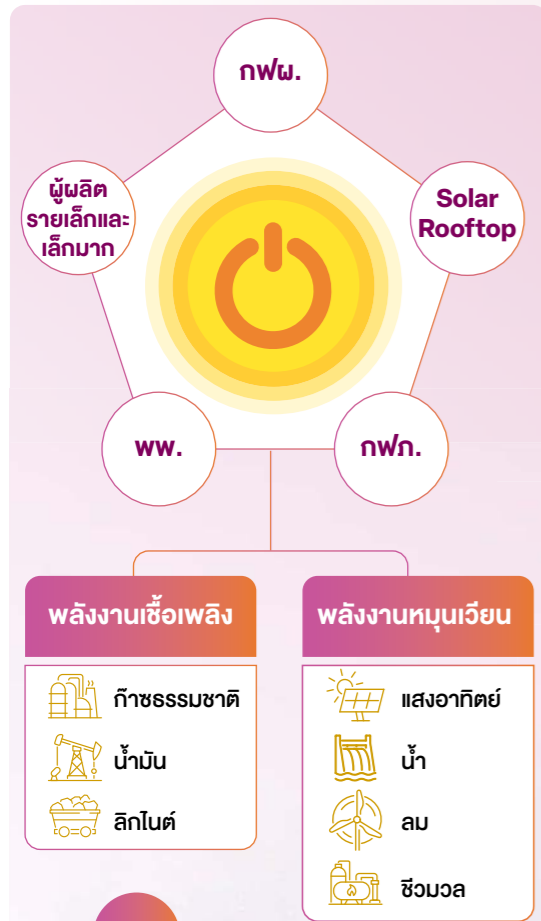 กฟผ.
ผู้ผลิต
รายเล็กและ
เล็กมาก
Solar
Rooftop
พพ.
กฟภ.
พลังงานเชื้อเพลิง
ก๊าซธรรมชาติ
น้ำมัน
ลิกไนต์
พลังงานหมุนเวียน
แสงอาทิตย์
น้ำ
ลม
ชีวมวล